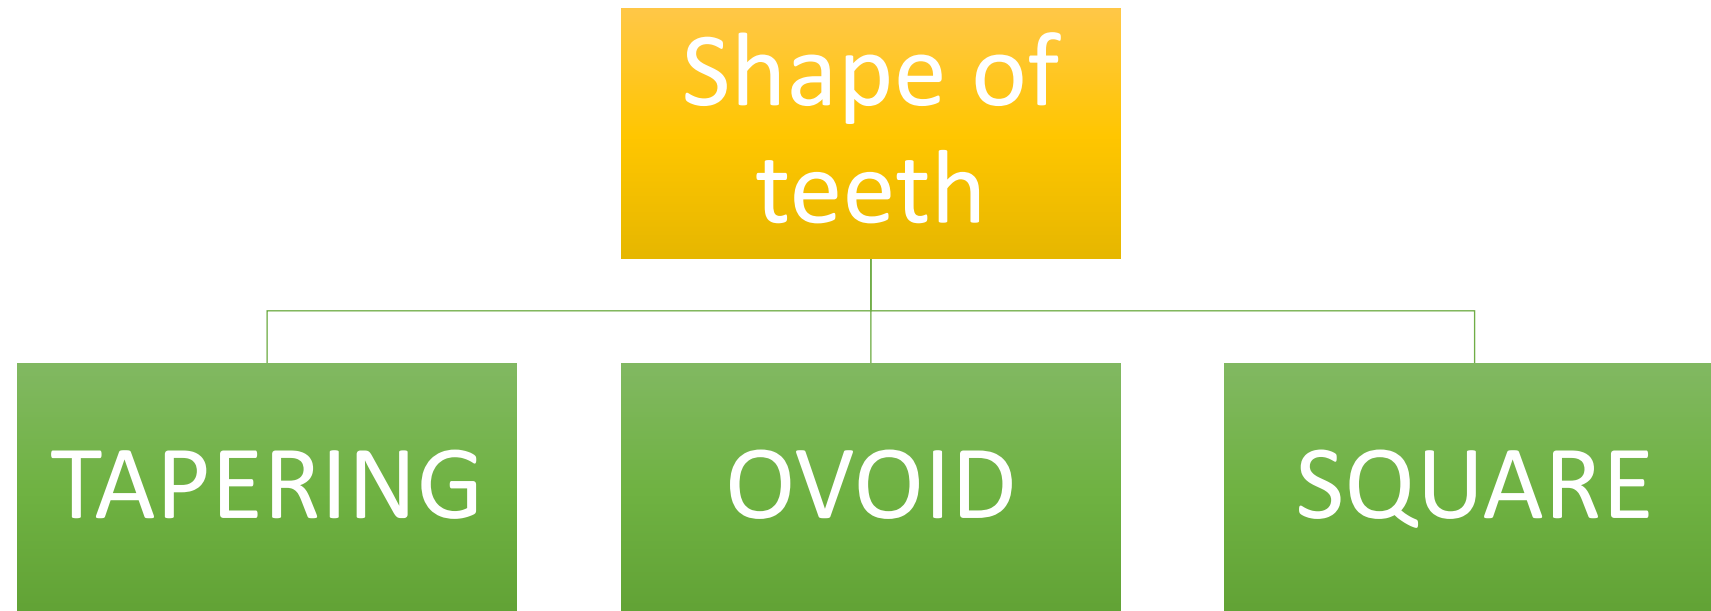 Shape of
teeth
TAPERING
OVOID
SQUARE